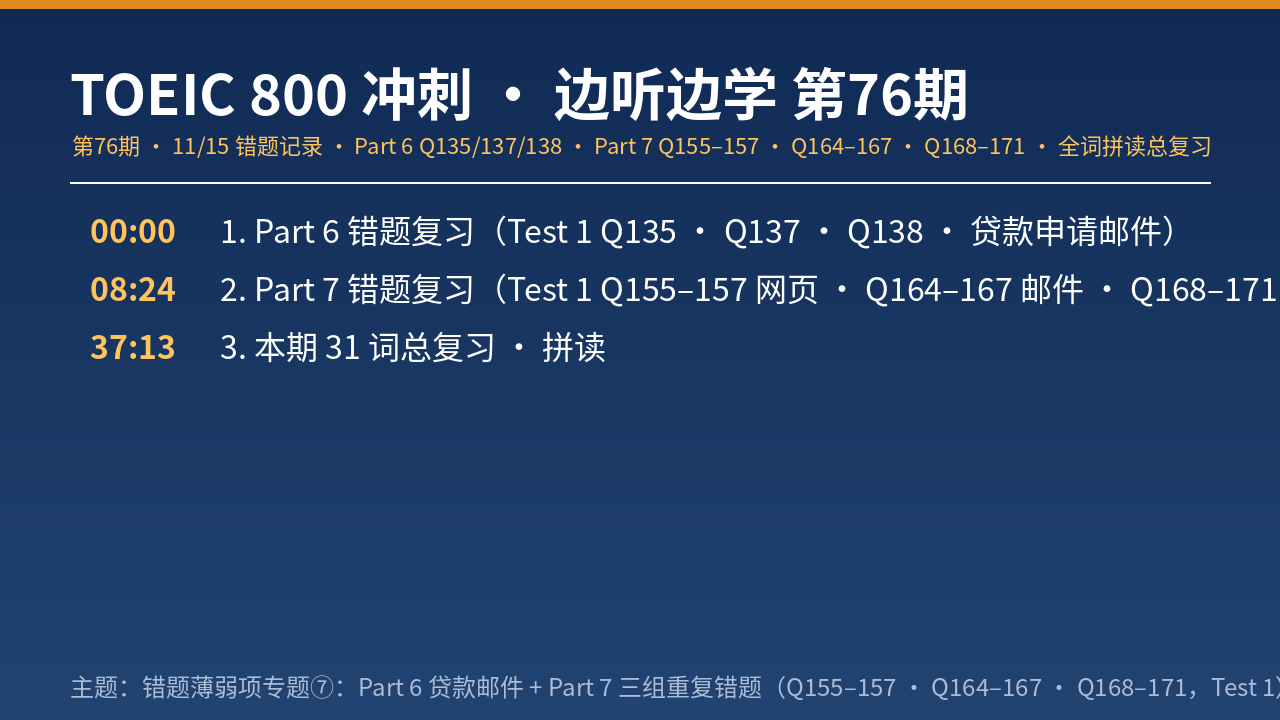 TOEIC 800 冲刺 · 边听边学 第76期
第76期 · 11/15 错题记录 · Part 6 Q135/137/138 · Part 7 Q155–157 · Q164–167 · Q168–171 · 全词拼读总复习
00:00 1. Part 6 错题复习（Test 1 Q135 · Q137 · Q138 · 贷款申请邮件）
08:24 2. Part 7 错题复习（Test 1 Q155–157 网页 · Q164–167 邮件 · Q168–171
37:13 3. 本期 31 词总复习 · 拼读
主题：错题薄弱项专题⑦：Part 6 贷款邮件 + Part 7 三组重复错题（Q155–157 · Q164–167 · Q168–171，Test 1）